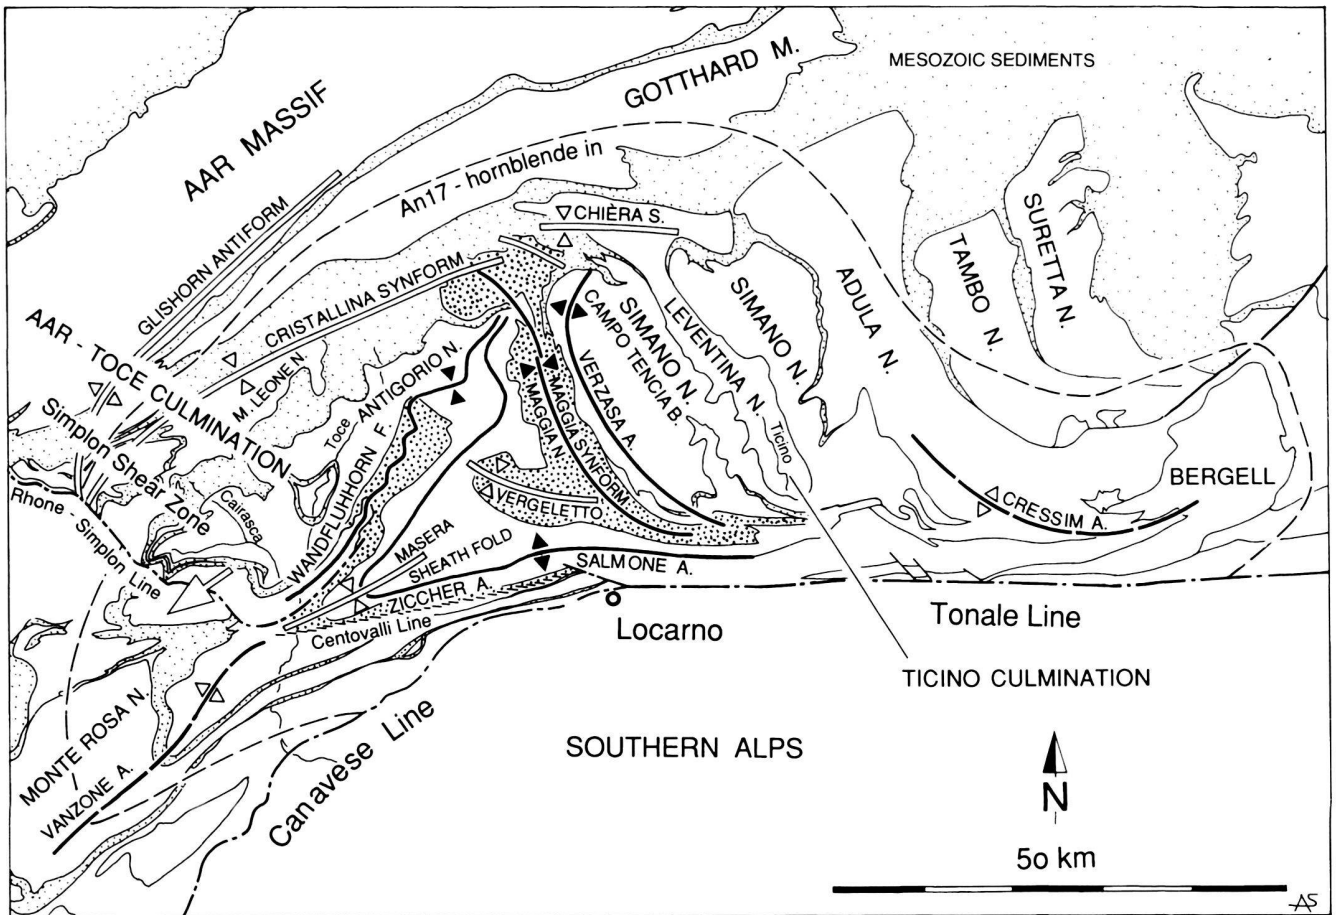 AAR MASSIF
GOTTHARD M.
MESOZOIC SEDIMENTS
An17 - hornblende in
GLISHORN ANTIFORM
CRISTALLINA SYNFORM
CHIÈRA S.
AAR - TOCE CULMINATION
Simplon Shear Zone
Rhone - Simplon Line
M. LEONE N.
Toce
ANTIGORIO N.
Cairasca
WANDFLUHHORN F.
MAGGIA N.
MAGGIA SYNFORM
VERZASA A.
CAMPO TENCIA B.
SIMANO N.
LEVENTINA N.
Ticino
SIMANO N.
ADULA N.
TAMBO N.
SURETTA N.
BERGELL
CRESSIM A.
VERGELETTO
MASERA
SHEATH FOLD
SALMONE A.
ZICCHER A.
Centovalli Line
Locarno
Tonale Line
TICINO CULMINATION
MONTE ROSA N.
VANZONE A.
Canavese Line
SOUTHERN ALPS
N
50 km
AS